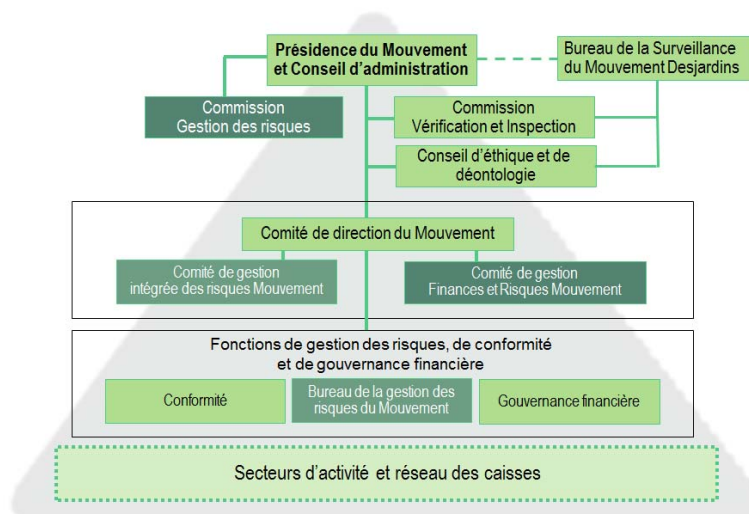 Présidence du Mouvement
et Conseil d'administration
Bureau de la Surveillance
du Mouvement Desjardins
Commission
Gestion des risques
Commission
Vérification et Inspection
Conseil d'éthique et de
déontologie
Comité de direction du Mouvement
Comité de gestion
intégrée des risques Mouvement
Comité de gestion
Finances et Risques Mouvement
Fonctions de gestion des risques, de conformité
et de gouvernance financière
Conformité
Bureau de la gestion des
risques du Mouvement
Gouvernance financière
Secteurs d'activité et réseau des caisses